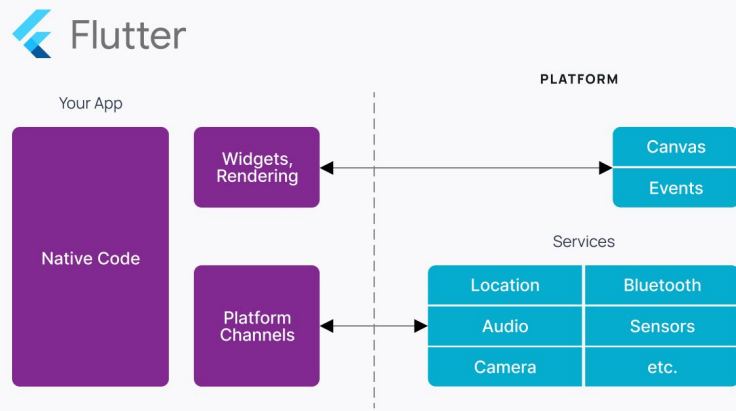 Flutter
PLATFORM
Your App
Native Code
Widgets,
Rendering
Canvas
Events
Platform
Channels
Services
Location
Bluetooth
Audio
Sensors
Camera
etc.